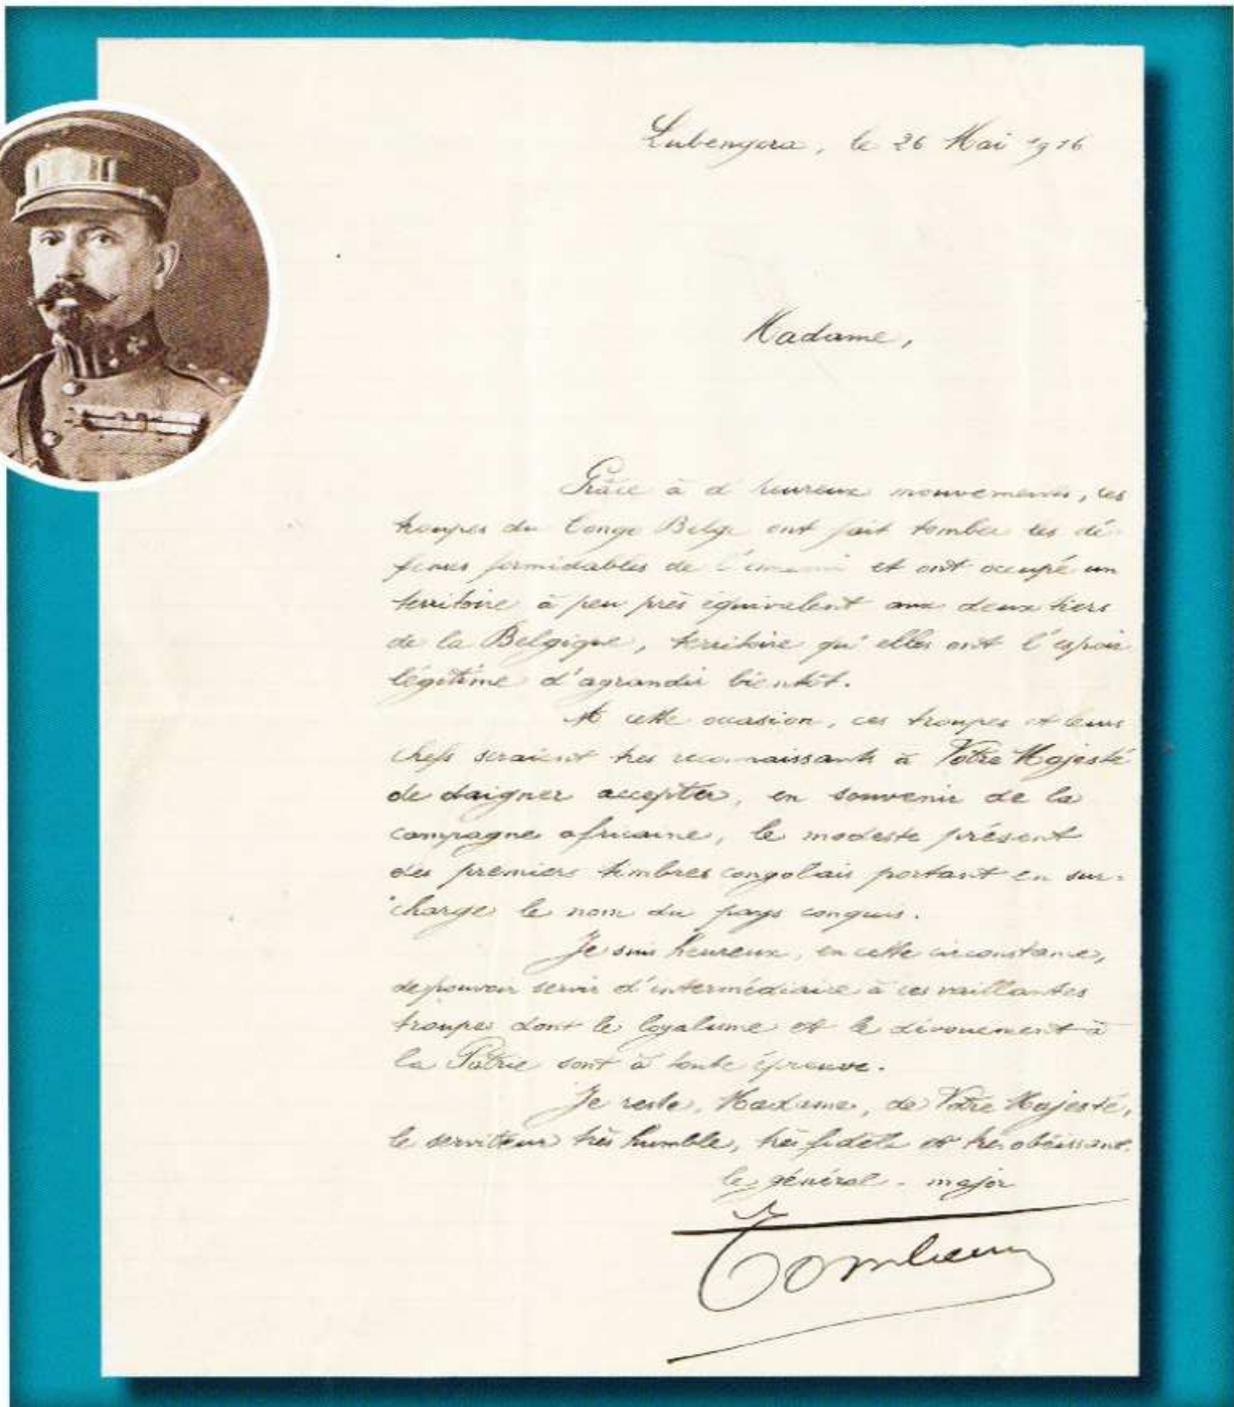 Lubengera, le 26 Mai 1916
Madame,
Grâce à d'heureux mouvements, les
troupes du Congo Belge ont fait tomber les dé-
fenses formidables de l'ennemi et ont occupé un
territoire à peu près équivalent aux deux tiers
de la Belgique, territoire qu'elles ont l'espoir
légitime d'agrandir bientôt.
A cette occasion, ces troupes et leurs
chefs seraient très reconnaissants à Votre Majesté
de daigner accepter, en souvenir de la
campagne africaine, le modeste présent
des premiers timbres congolais portant en sur-
charge le nom du pays conquis.
Je suis heureux, en cette circonstance,
de pouvoir servir d'intermédiaire à ces vaillantes
troupes dont le loyalisme et le dévouement à
la Patrie sont à toute épreuve.
Je reste, Madame, de Votre Majesté,
le serviteur très humble, très fidèle et très obéissant.
le général-major
Tombeur